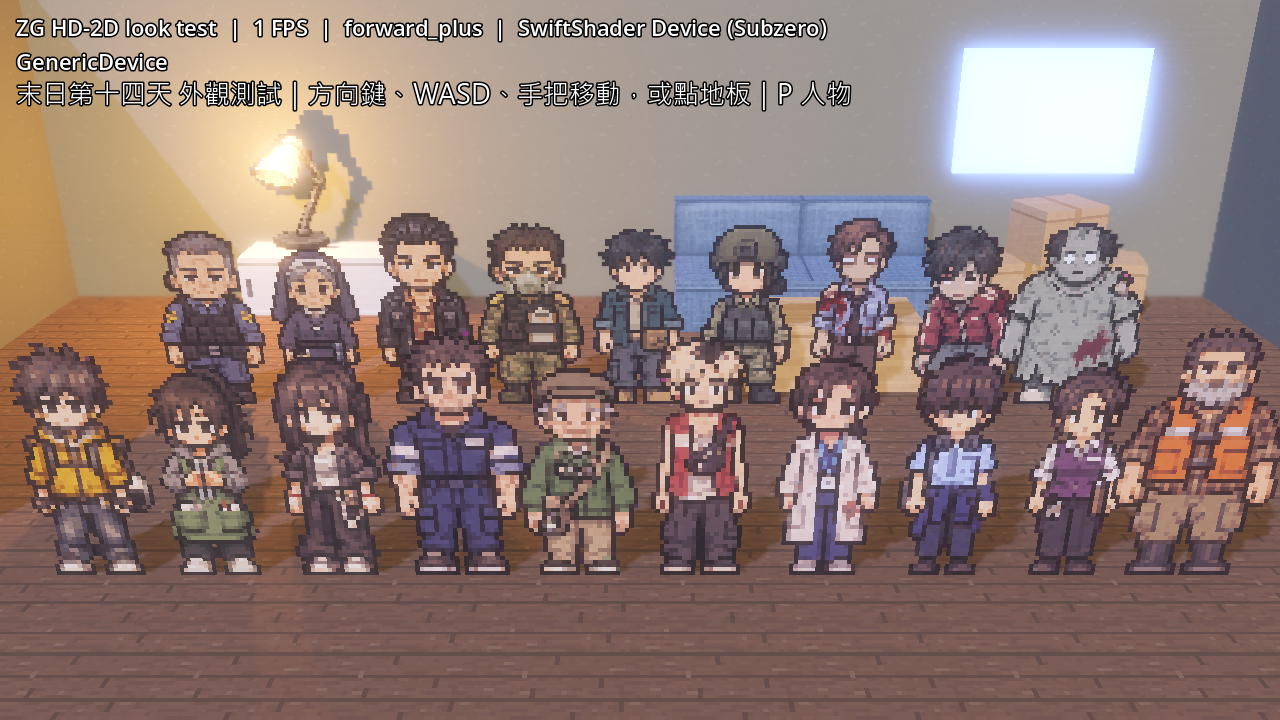 ZG HD-2D look test | 1 FPS | forward_plus | SwiftShader Device (Subzero)
GenericDevice
末日第十四天 外觀測試 | 方向鍵、WASD、手把移動，或點地板 | P 人物